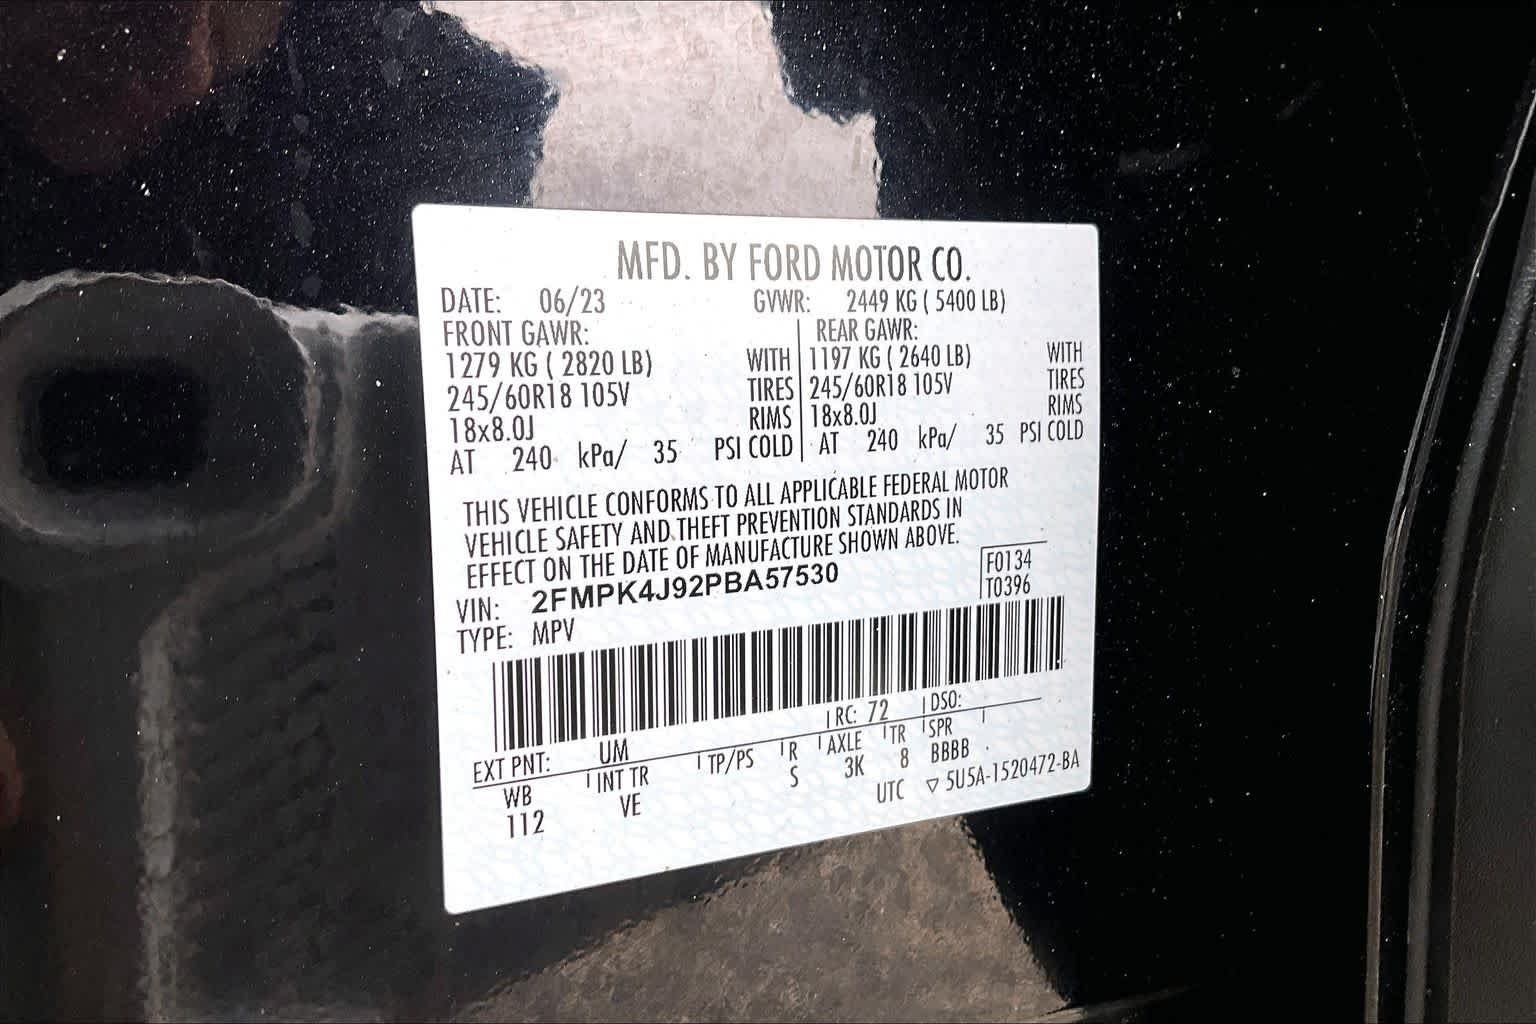 MFD. BY FORD MOTOR CO.
DATE: 06/23 GVWR: 2449 KG ( 5400 LB)
FRONT GAWR: REAR GAWR:
1279 KG ( 2820 LB) WITH 1197 KG ( 2640 LB) WITH
245/60R18 105V TIRES 245/60R18 105V TIRES
18x8.0J RIMS 18x8.0J RIMS
AT 240 kPa/ 35 PSI COLD AT 240 kPa/ 35 PSI COLD
THIS VEHICLE CONFORMS TO ALL APPLICABLE FEDERAL MOTOR
VEHICLE SAFETY AND THEFT PREVENTION STANDARDS IN
EFFECT ON THE DATE OF MANUFACTURE SHOWN ABOVE.
VIN: 2FMPK4J92PBA57530 F0134
TYPE: MPV T0396
EXT PNT: UM RC: 72 DSO:
WB INT TR TP/PS R AXLE TR SPR
112 VE S 3K 8 BBBB
UTC ▽ 5U5A-1520472-BA